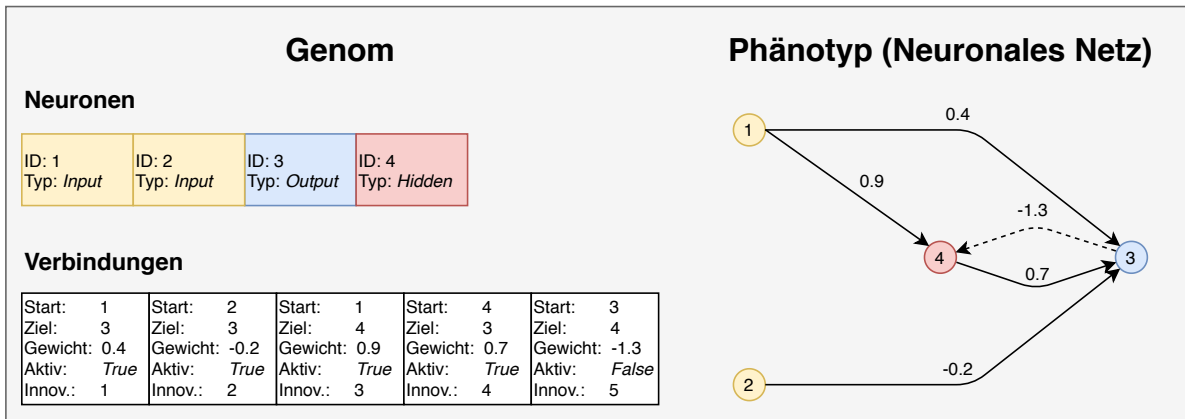 Genom
Neuronen
ID: 1 ID: 2 ID: 3 ID: 4
Typ: Input Typ: Input Typ: Output Typ: Hidden
Verbindungen
Start: 1 Start: 2 Start: 1 Start: 4 Start: 3
Ziel: 3 Ziel: 3 Ziel: 4 Ziel: 3 Ziel: 4
Gewicht: 0.4 Gewicht: -0.2 Gewicht: 0.9 Gewicht: 0.7 Gewicht: -1.3
Aktiv: True Aktiv: True Aktiv: True Aktiv: True Aktiv: False
Innov.: 1 Innov.: 2 Innov.: 3 Innov.: 4 Innov.: 5
Phänotyp (Neuronales Netz)
0.4
1
0.9
-1.3
4
3
0.7
-0.2
2